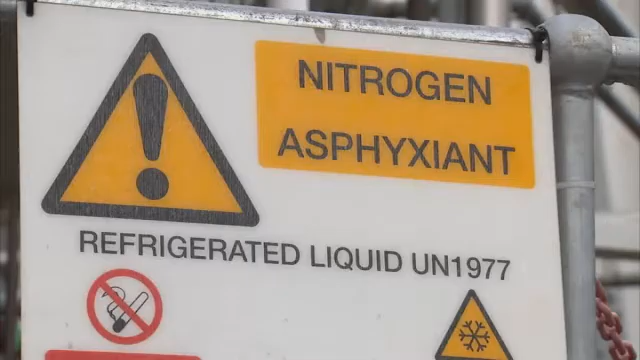 NITROGEN
ASPHYXIANT
REFRIGERATED LIQUID UN1977